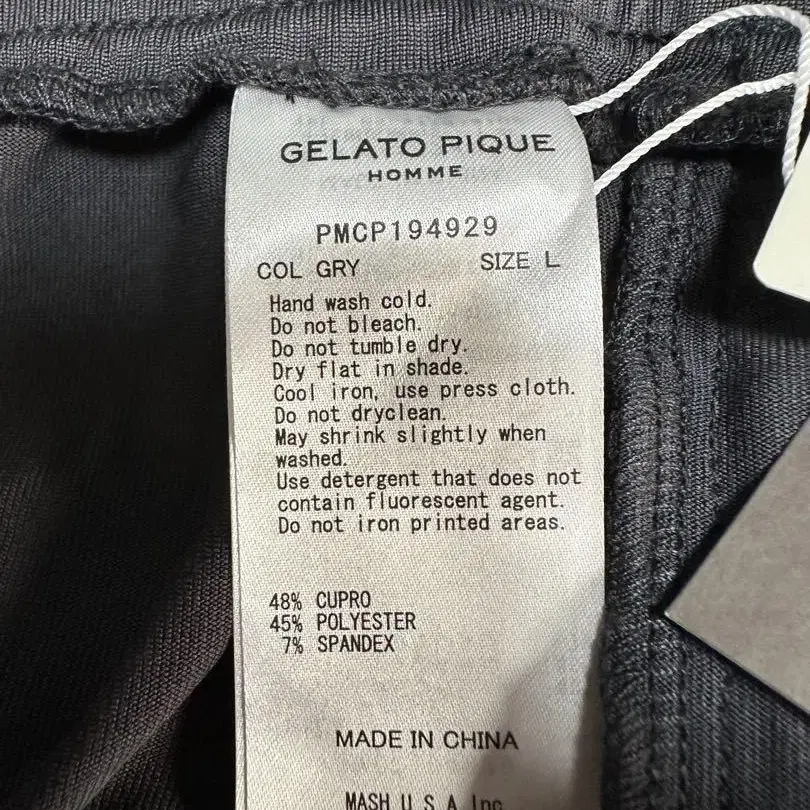 GELATO PIQUE
HOMME
PMCP194929
COL GRY SIZE L
Hand wash cold.
Do not bleach.
Do not tumble dry.
Dry flat in shade.
Cool iron, use press cloth.
Do not dryclean.
May shrink slightly when
washed.
Use detergent that does not
contain fluorescent agent.
Do not iron printed areas.
48% CUPRO
45% POLYESTER
7% SPANDEX
MADE IN CHINA
MASH U.S.A. Inc.